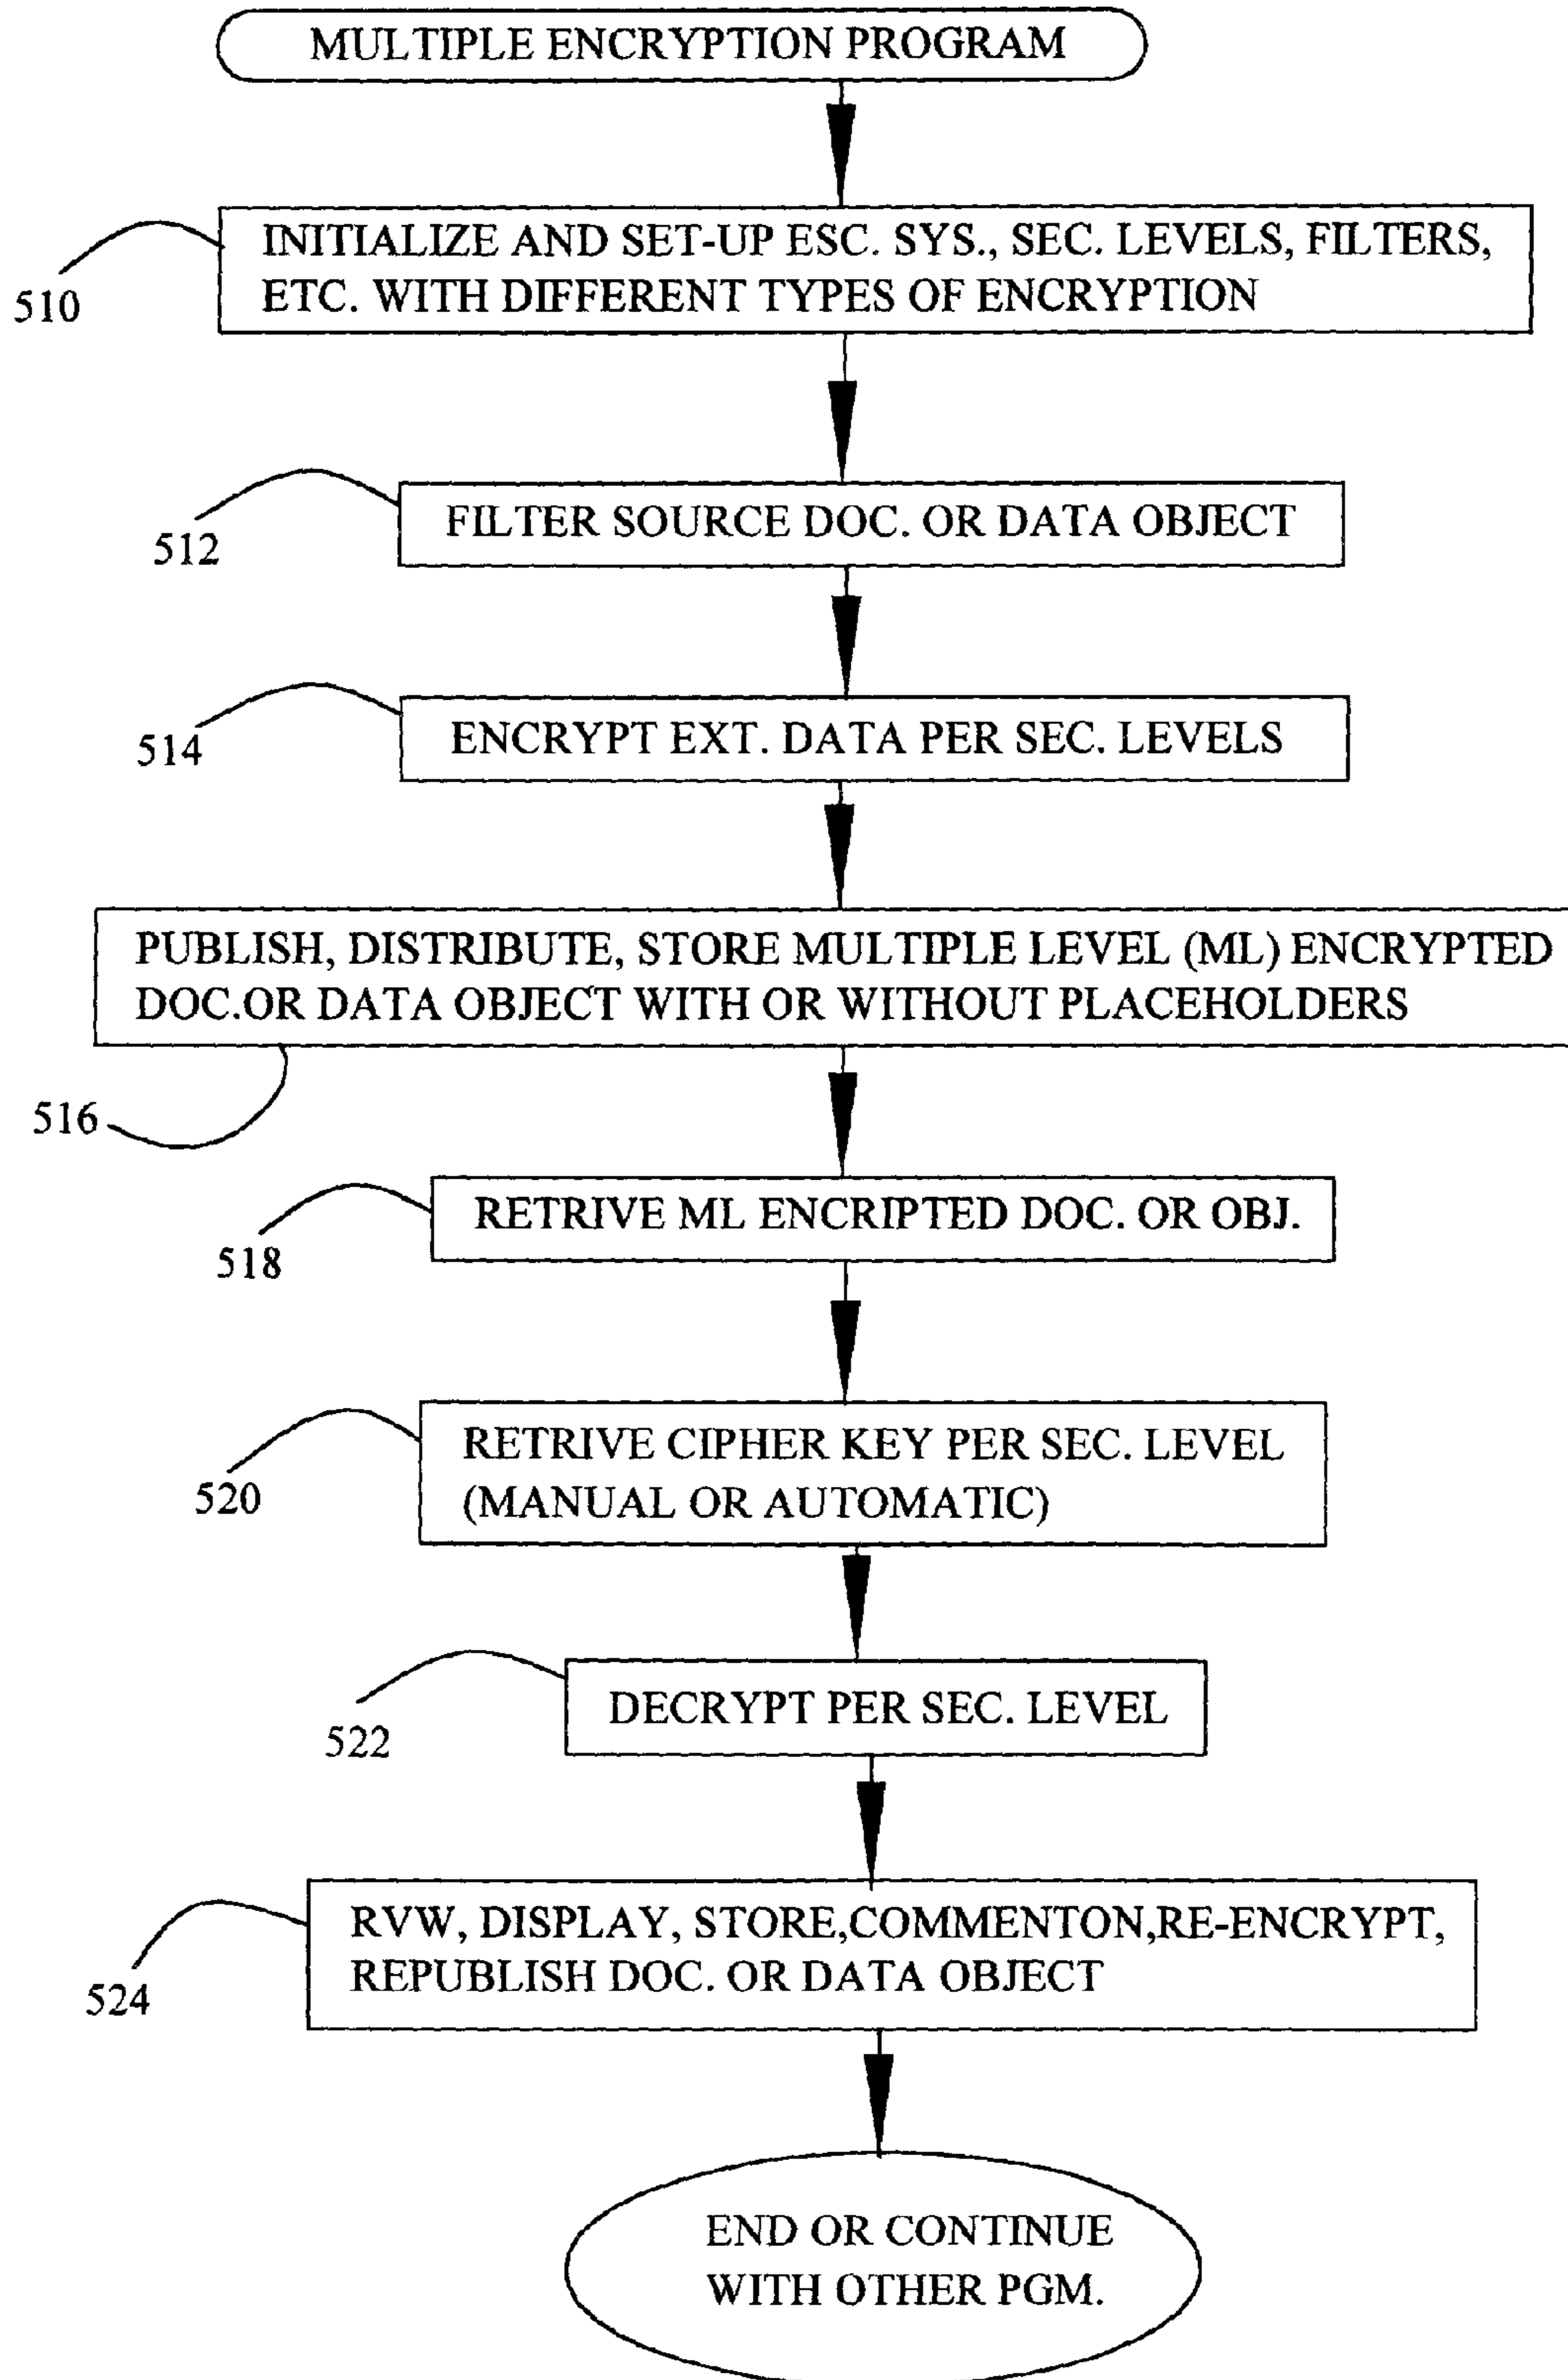 MULTIPLE ENCRYPTION PROGRAM
INITIALIZE AND SET-UP ESC. SYS., SEC. LEVELS, FILTERS,
ETC. WITH DIFFERENT TYPES OF ENCRYPTION
510
FILTER SOURCE DOC. OR DATA OBJECT
512
ENCRYPT EXT. DATA PER SEC. LEVELS
514
PUBLISH, DISTRIBUTE, STORE MULTIPLE LEVEL (ML) ENCRYPTED
DOC.OR DATA OBJECT WITH OR WITHOUT PLACEHOLDERS
516
RETRIVE ML ENCRIPTED DOC. OR OBJ.
518
RETRIVE CIPHER KEY PER SEC. LEVEL
(MANUAL OR AUTOMATIC)
520
DECRYPT PER SEC. LEVEL
522
RVW, DISPLAY, STORE,COMMENTON,RE-ENCRYPT,
REPUBLISH DOC. OR DATA OBJECT
524
END OR CONTINUE
WITH OTHER PGM.